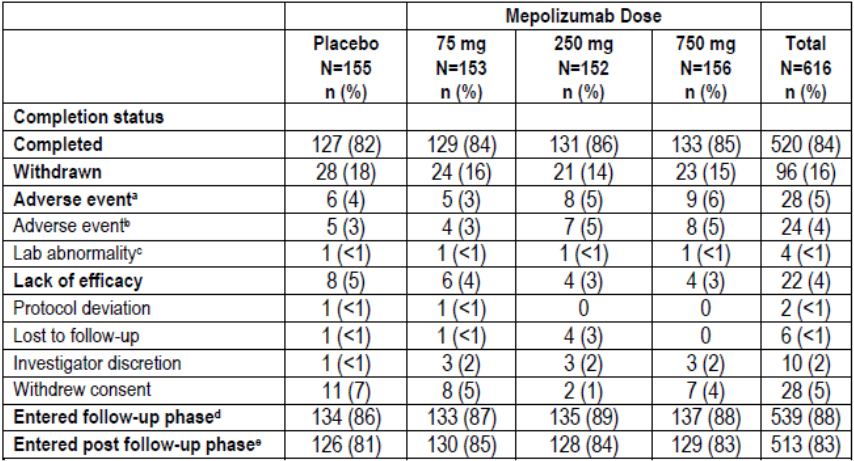 Mepolizumab Dose
Placebo 75 mg 250 mg 750 mg Total
N=155 N=153 N=152 N=156 N=616
n (%) n (%) n (%) n (%) n (%)
Completion status
Completed 127 (82) 129 (84) 131 (86) 133 (85) 520 (84)
Withdrawn 28 (18) 24 (16) 21 (14) 23 (15) 96 (16)
Adverse eventᵃ 6 (4) 5 (3) 8 (5) 9 (6) 28 (5)
Adverse eventᵇ 5 (3) 4 (3) 7 (5) 8 (5) 24 (4)
Lab abnormalityᶜ 1 (<1) 1 (<1) 1 (<1) 1 (<1) 4 (<1)
Lack of efficacy 8 (5) 6 (4) 4 (3) 4 (3) 22 (4)
Protocol deviation 1 (<1) 1 (<1) 0 0 2 (<1)
Lost to follow-up 1 (<1) 1 (<1) 4 (3) 0 6 (<1)
Investigator discretion 1 (<1) 3 (2) 3 (2) 3 (2) 10 (2)
Withdrew consent 11 (7) 8 (5) 2 (1) 7 (4) 28 (5)
Entered follow-up phaseᵈ 134 (86) 133 (87) 135 (89) 137 (88) 539 (88)
Entered post follow-up phaseᵉ 126 (81) 130 (85) 128 (84) 129 (83) 513 (83)